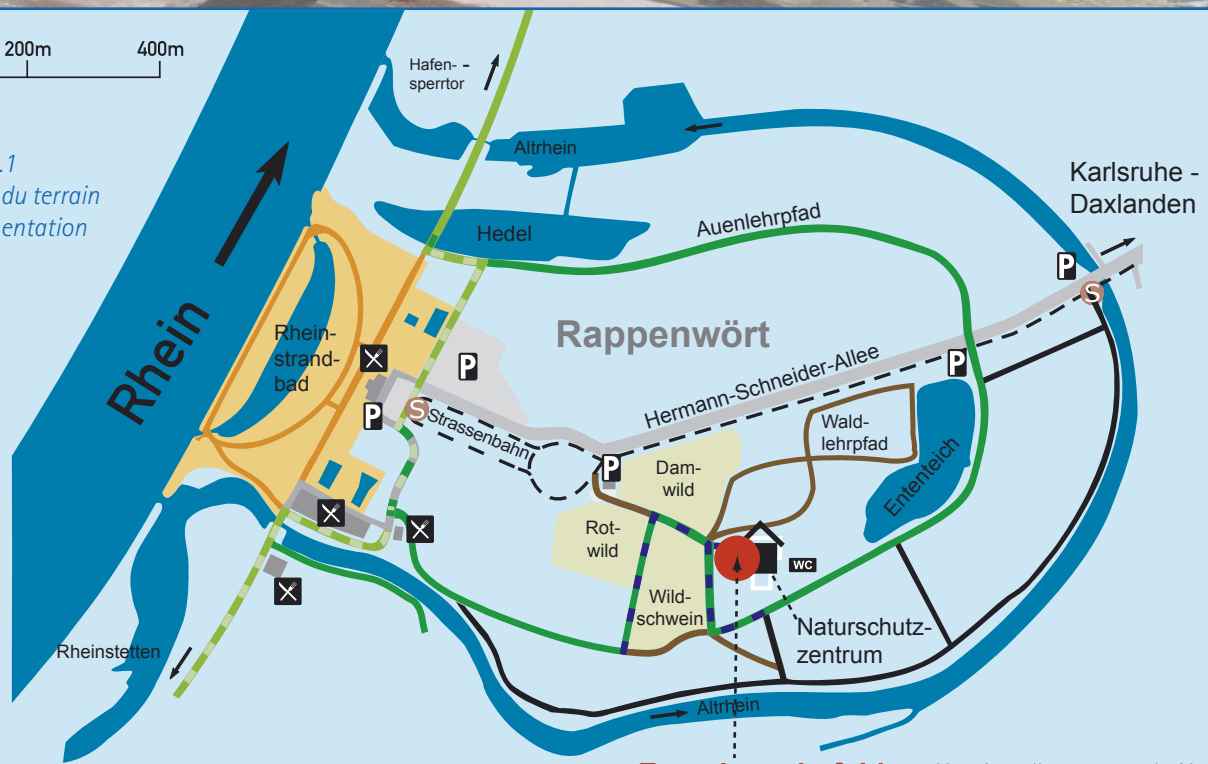 200m 400m
.1
du terrain
entation
Hafen- -
sperrtor
Altrhein
Karlsruhe -
Daxlanden
Hedel
Auenlehrpfad
P
S
Rhein
Rhein-
strand-
bad
Rappenwört
P
P
Hermann-Schneider-Allee
P
S
Strassenbahn
Wald-
lehrpfad
P
Dam-
wild
Ententeich
Rot-
wild
WC
Wild-
schwein
Naturschutz-
zentrum
Rheinstetten
Altrhein